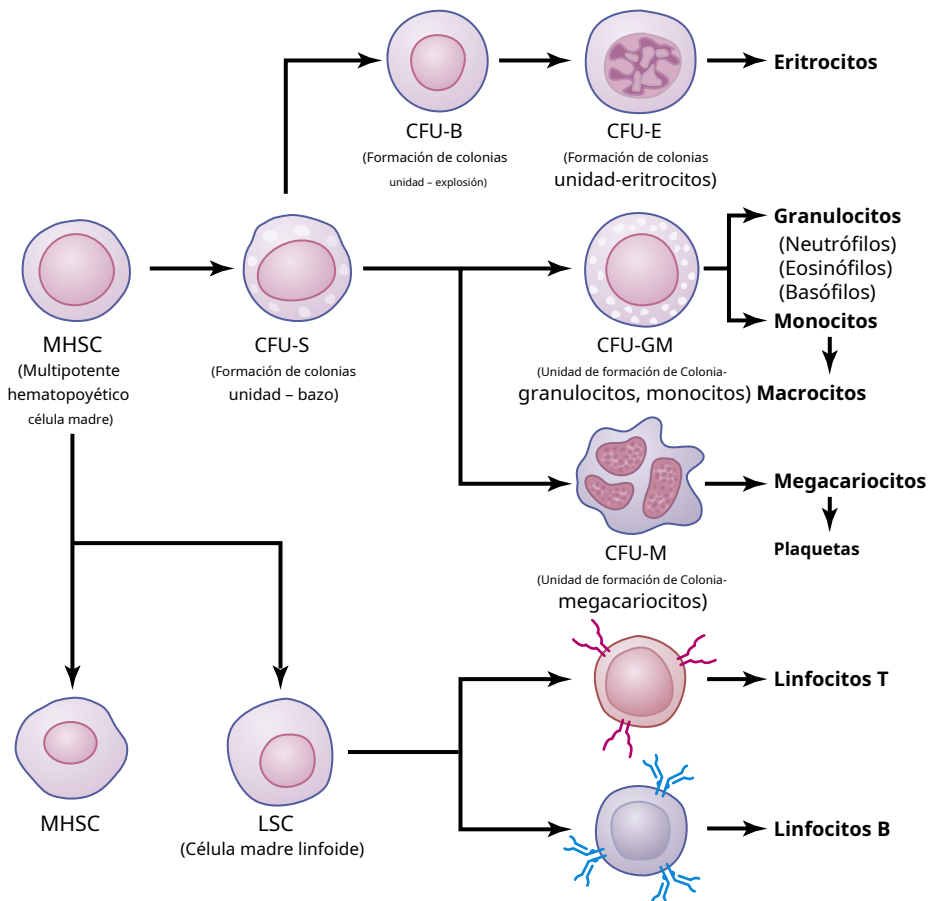 Eritrocitos
CFU-B
(Formación de colonias
unidad – explosión)
CFU-E
(Formación de colonias
unidad-eritrocitos)
MHSC
(Multipotente
hematopoyético
célula madre)
CFU-S
(Formación de colonias
unidad – bazo)
CFU-GM
(Unidad de formación de Colonia-
granulocitos, monocitos)
Granulocitos
(Neutrófilos)
(Eosinófilos)
(Basófilos)
Monocitos
Macrocitos
CFU-M
(Unidad de formación de Colonia-
megacariocitos)
Megacariocitos
Plaquetas
MHSC
LSC
(Célula madre linfoide)
Linfocitos T
Linfocitos B